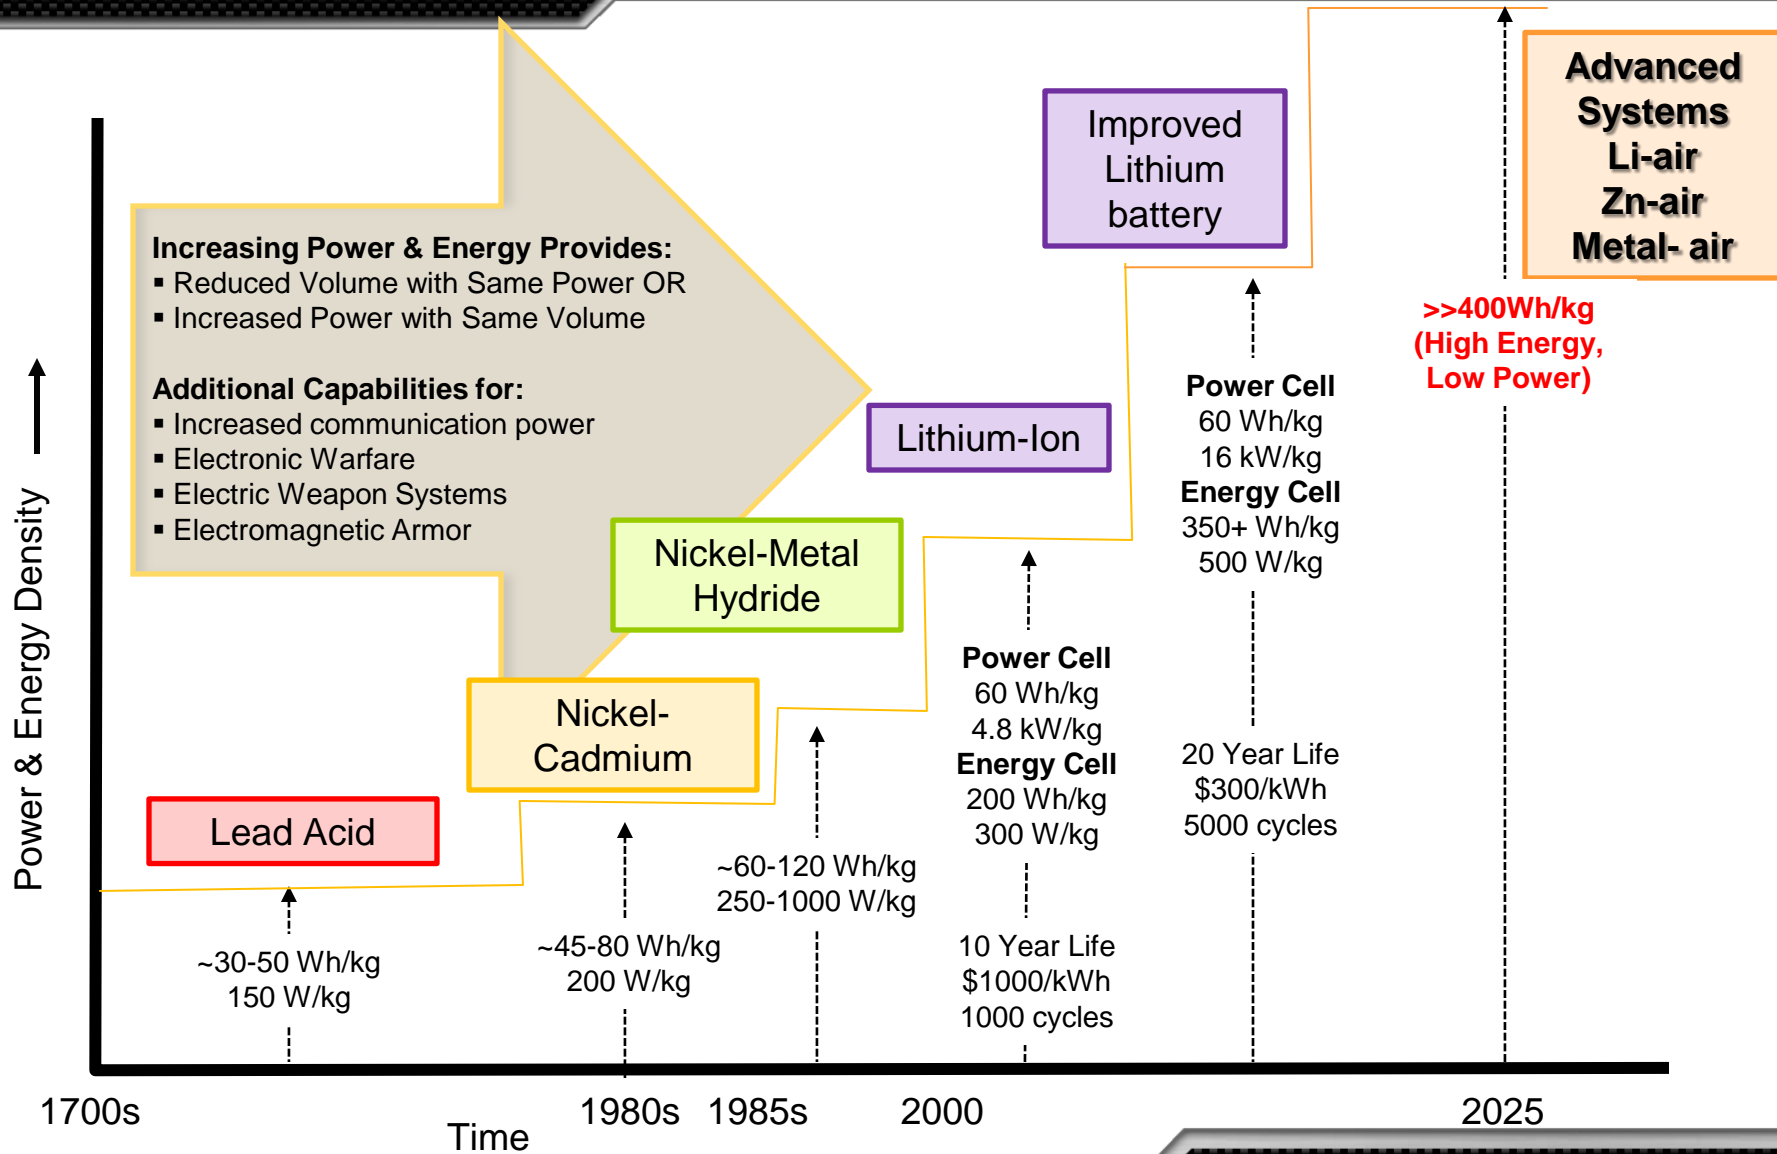 Advanced
Systems
Li-air
Zn-air
Metal- air
Improved
Lithium
battery
Increasing Power & Energy Provides:
▪ Reduced Volume with Same Power OR
▪ Increased Power with Same Volume
Additional Capabilities for:
▪ Increased communication power
▪ Electronic Warfare
▪ Electric Weapon Systems
▪ Electromagnetic Armor
>>400Wh/kg
(High Energy,
Low Power)
Lithium-Ion
Power Cell
60 Wh/kg
16 kW/kg
Energy Cell
350+ Wh/kg
500 W/kg
Nickel-Metal
Hydride
Power & Energy Density
Power Cell
60 Wh/kg
4.8 kW/kg
Energy Cell
200 Wh/kg
300 W/kg
Nickel-
Cadmium
20 Year Life
$300/kWh
5000 cycles
Lead Acid
~60-120 Wh/kg
250-1000 W/kg
~30-50 Wh/kg
150 W/kg
~45-80 Wh/kg
200 W/kg
10 Year Life
$1000/kWh
1000 cycles
1700s
1980s
1985s
2000
2025
Time